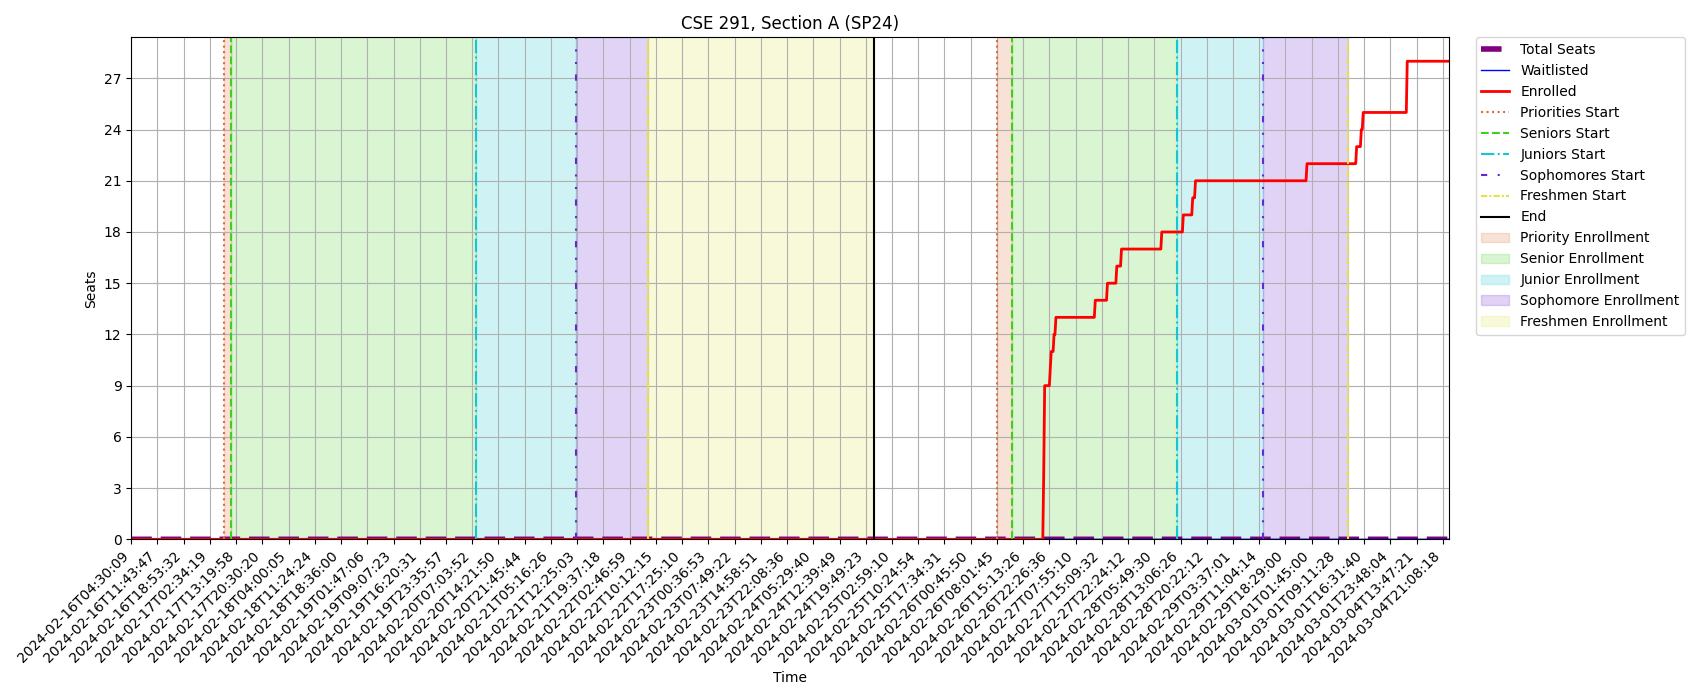 CSE 291, Section A (SP24)
Seats
27
24
21
18
15
12
9
6
3
0
2024-02-16T04:30:09
2024-02-16T11:43:47
2024-02-16T18:53:32
2024-02-17T02:34:19
2024-02-17T13:19:58
2024-02-17T20:30:20
2024-02-18T04:00:05
2024-02-18T11:24:24
2024-02-18T18:36:00
2024-02-19T01:47:06
2024-02-19T09:07:23
2024-02-19T16:20:31
2024-02-19T23:35:57
2024-02-20T07:03:52
2024-02-20T14:21:50
2024-02-20T21:45:44
2024-02-21T05:16:26
2024-02-21T12:25:03
2024-02-21T19:37:18
2024-02-22T02:46:59
2024-02-22T10:12:15
2024-02-22T17:25:10
2024-02-23T00:36:53
2024-02-23T07:49:22
2024-02-23T14:58:51
2024-02-23T22:08:36
2024-02-24T05:29:40
2024-02-24T12:39:49
2024-02-24T19:49:23
2024-02-25T02:59:10
2024-02-25T10:24:54
2024-02-25T17:34:31
2024-02-26T00:45:50
2024-02-26T08:01:45
2024-02-26T15:13:26
2024-02-26T22:26:36
2024-02-27T07:55:10
2024-02-27T15:09:32
2024-02-27T22:24:12
2024-02-28T05:49:30
2024-02-28T13:06:26
2024-02-28T20:22:12
2024-02-29T03:37:01
2024-02-29T11:04:14
2024-02-29T18:29:00
2024-03-01T01:45:00
2024-03-01T09:11:28
2024-03-01T16:31:40
2024-03-01T23:48:04
2024-03-04T13:47:21
2024-03-04T21:08:18
Time
Total Seats
Waitlisted
Enrolled
Priorities Start
Seniors Start
Juniors Start
Sophomores Start
Freshmen Start
End
Priority Enrollment
Senior Enrollment
Junior Enrollment
Sophomore Enrollment
Freshmen Enrollment